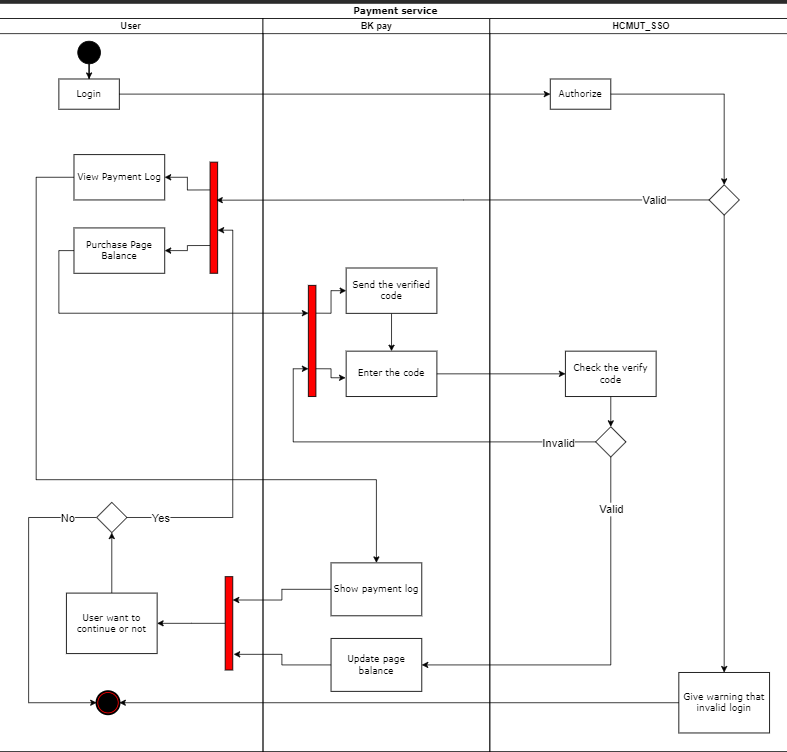 Payment service
User
BK pay
HCMUT_SSO
Login
Authorize
View Payment Log
Valid
Purchase Page
Balance
Send the verified
code
Enter the code
Check the verify
code
Invalid
Valid
No
Yes
Show payment log
User want to
continue or not
Update page
balance
Give warning that
invalid login